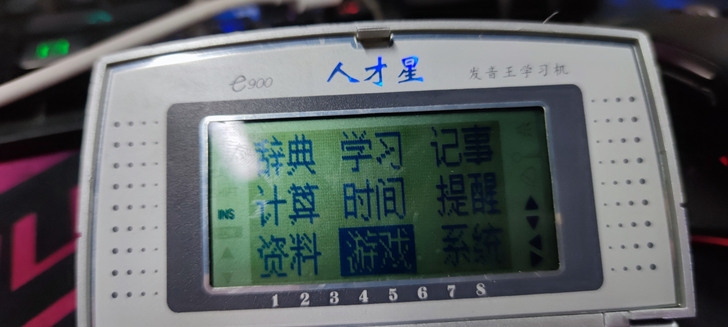 e900 人才星 发音王学习机
辞典 学习 记事
INS 计算 时间 提醒
资料 游戏 系统
1 2 3 4 5 6 7 8